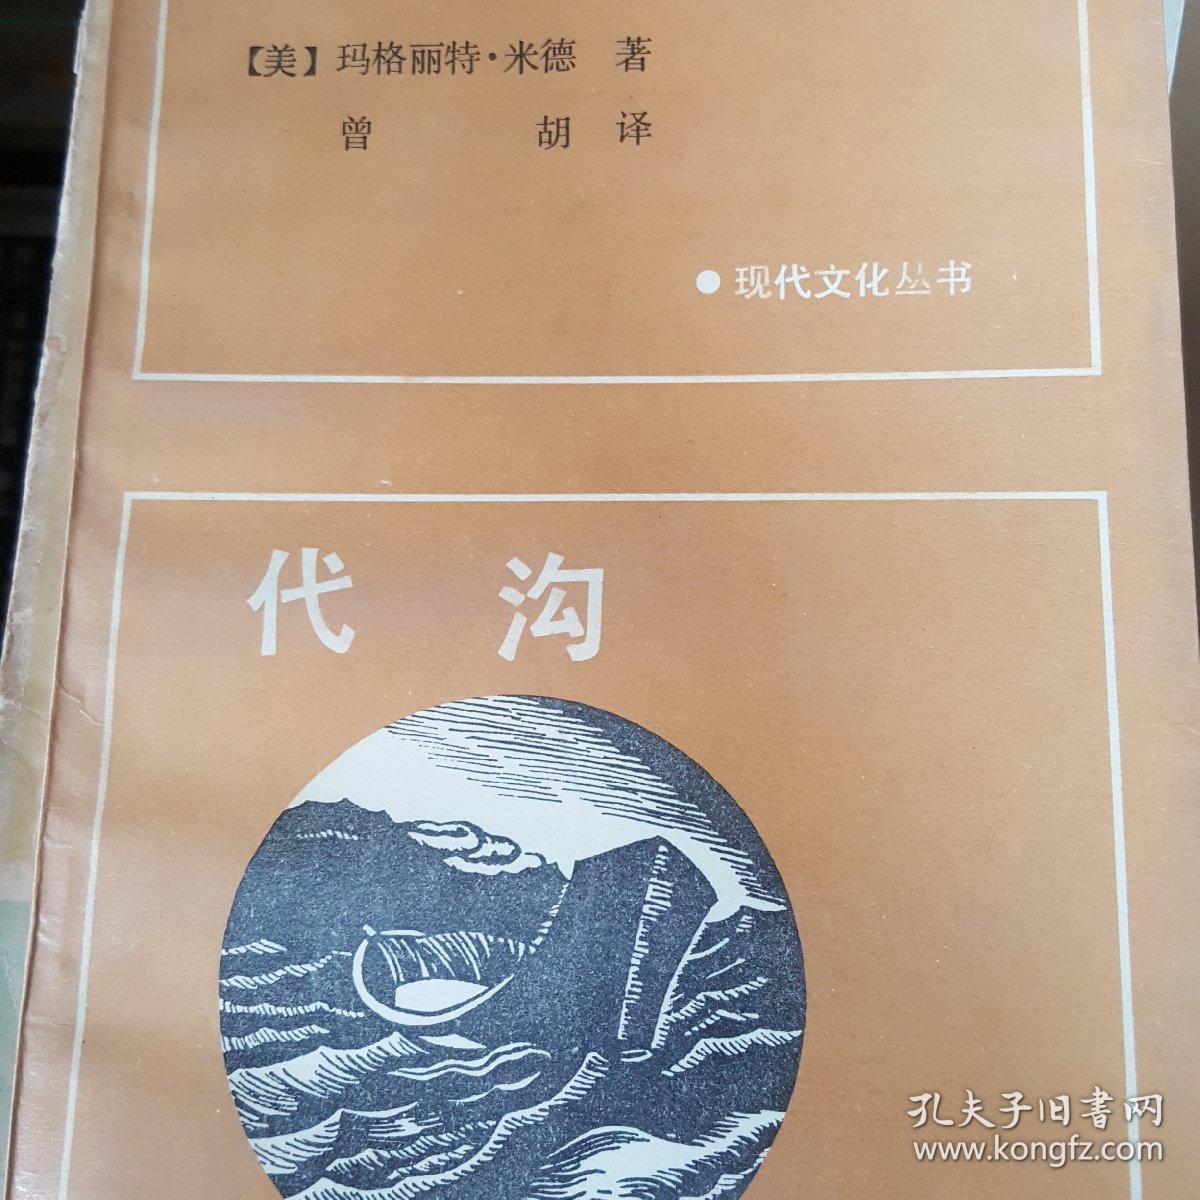 【美】玛格丽特·米德 著
曾 胡 译
●现代文化丛书
代沟
孔夫子旧書网
www.kongfz.com